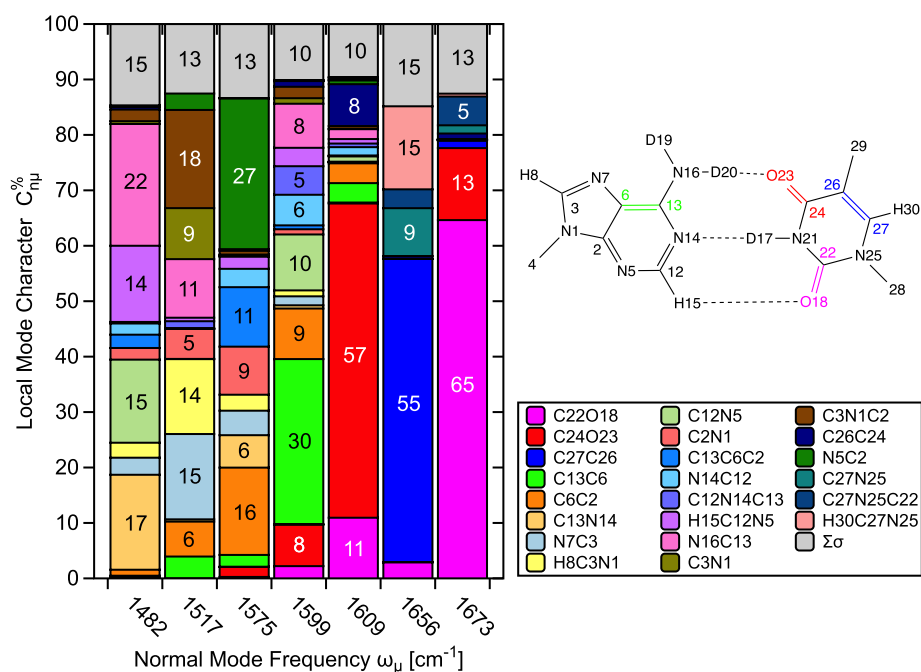 Local Mode Character C%nμ
100
90
80
70
60
50
40
30
20
10
0
15
22
14
15
17
13
18
9
11
5
14
15
6
13
27
11
9
6
16
10
8
5
6
10
9
30
8
10
8
57
11
15
15
9
55
13
5
13
65
1482
1517
1575
1599
1609
1656
1673
Normal Mode Frequency ωμ [cm⁻¹]
D19
29
H8
N7
N16
D20
O23
26
6
13
24
H30
3
27
N9
2
N14
D17
N21
22
N25
4
N5
12
28
H15
O18
C22O18
C24O23
C27C26
C13C6
C6C2
C13N14
N7C3
H8C3N1
C12N5
C2N1
C13C6C2
N14C12
C12N14C13
H15C12N5
N16C13
C3N1
C3N1C2
C26C24
N5C2
C27N25
C27N25C22
H30C27N25
Σσ